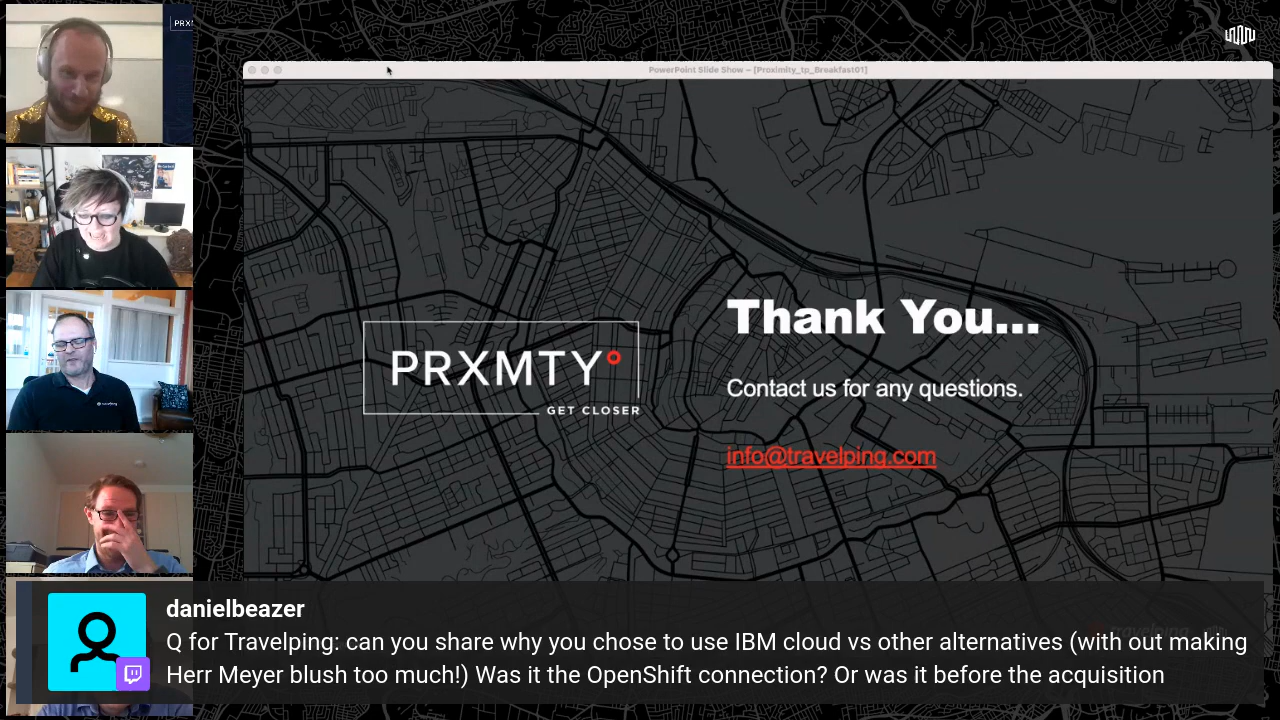 PRXM
PowerPoint Slide Show – [Proximity_tp_Breakfast01]
PRXMTY°
GET CLOSER
Thank You...
Contact us for any questions.
info@travelping.com
danielbeazer
Q for Travelping: can you share why you chose to use IBM cloud vs other alternatives (with out making
Herr Meyer blush too much!) Was it the OpenShift connection? Or was it before the acquisition